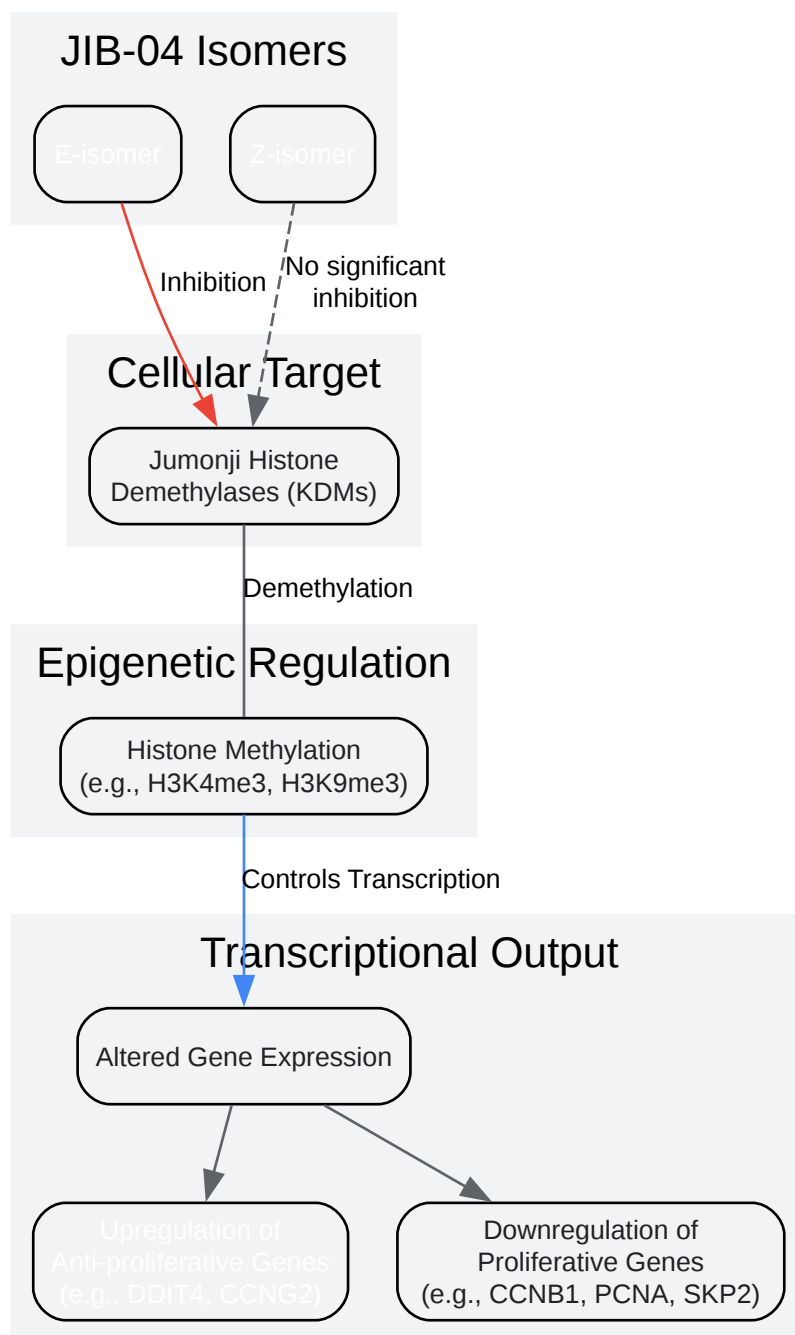 JIB-04 Isomers
E-isomer
Z-isomer
Inhibition
No significant
inhibition
Cellular Target
Jumonji Histone
Demethylases (KDMs)
Demethylation
Epigenetic Regulation
Histone Methylation
(e.g., H3K4me3, H3K9me3)
Controls Transcription
Transcriptional Output
Altered Gene Expression
Upregulation of
Anti-proliferative Genes
(e.g., DDIT4, CCNG2)
Downregulation of
Proliferative Genes
(e.g., CCNB1, PCNA, SKP2)